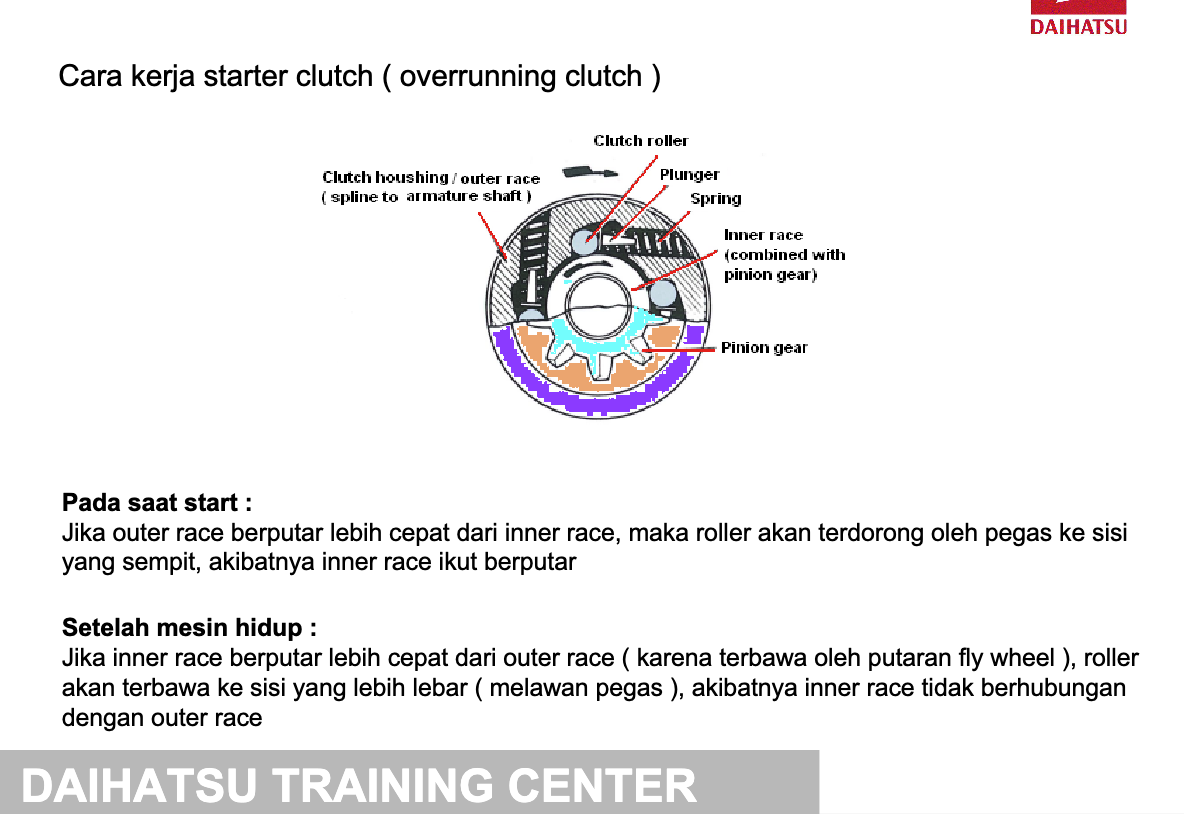 DAIHATSU
Cara kerja starter clutch ( overrunning clutch )
Clutch roller
Clutch houshing / outer race
( spline to armature shaft )
Plunger
Spring
Inner race
(combined with
pinion gear)
Pinion gear
Pada saat start :
Jika outer race berputar lebih cepat dari inner race, maka roller akan terdorong oleh pegas ke sisi
yang sempit, akibatnya inner race ikut berputar
Setelah mesin hidup :
Jika inner race berputar lebih cepat dari outer race ( karena terbawa oleh putaran fly wheel ), roller
akan terbawa ke sisi yang lebih lebar ( melawan pegas ), akibatnya inner race tidak berhubungan
dengan outer race
DAIHATSU TRAINING CENTER